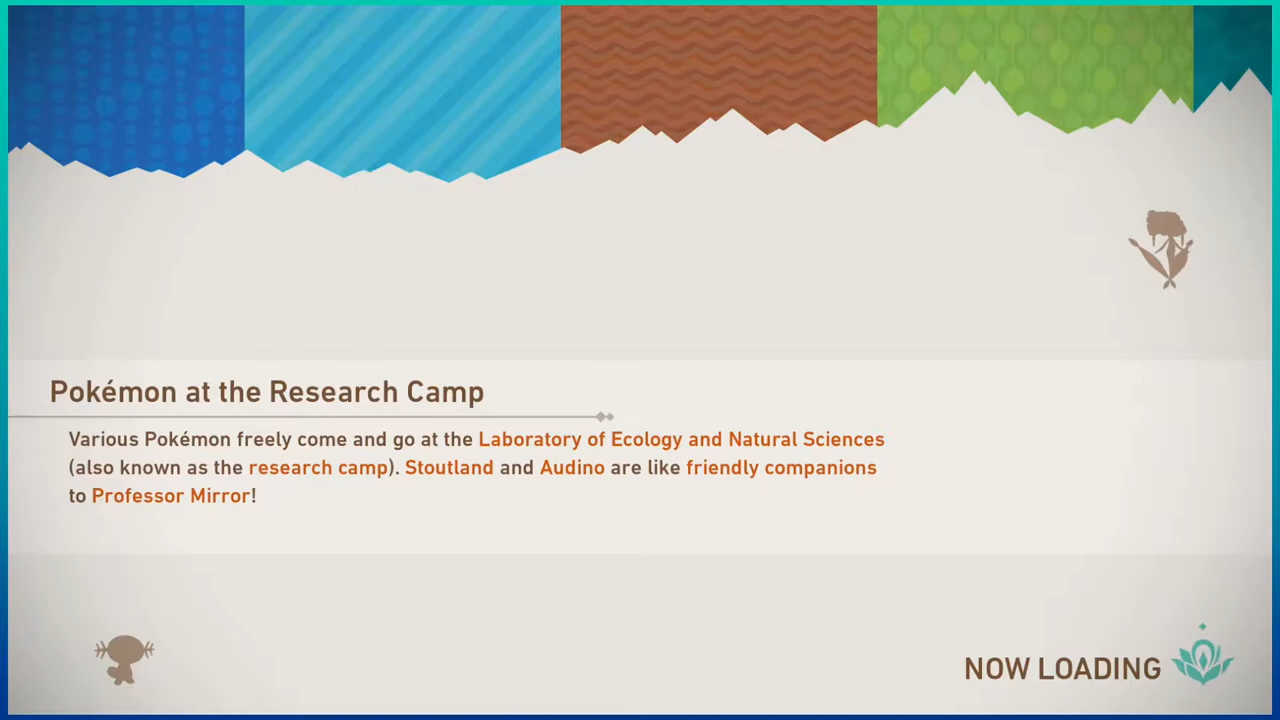 Pokémon at the Research Camp
Various Pokémon freely come and go at the Laboratory of Ecology and Natural Sciences
(also known as the research camp). Stoutland and Audino are like friendly companions
to Professor Mirror!
NOW LOADING